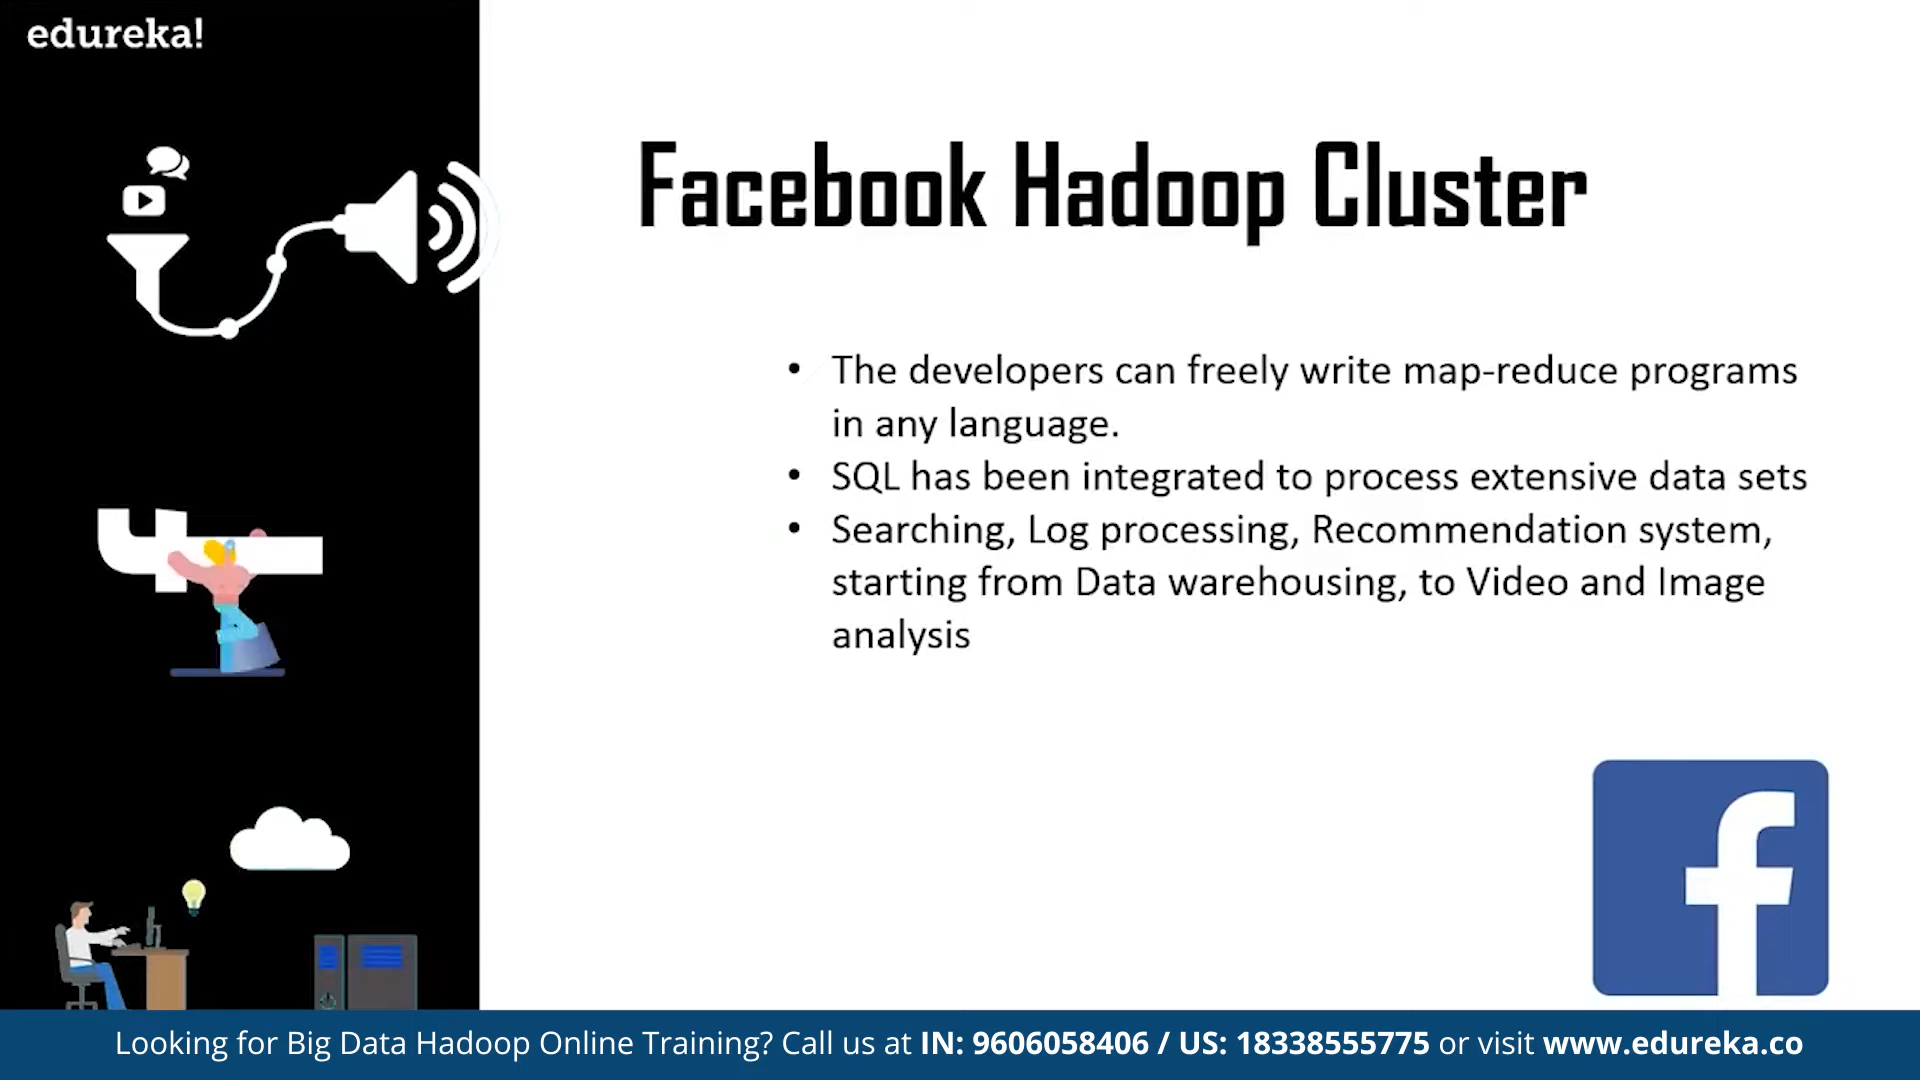 edureka!
Facebook Hadoop Cluster
• The developers can freely write map-reduce programs
in any language.
• SQL has been integrated to process extensive data sets
• Searching, Log processing, Recommendation system,
starting from Data warehousing, to Video and Image
analysis
f
Looking for Big Data Hadoop Online Training? Call us at IN: 9606058406 / US: 18338555775 or visit www.edureka.co